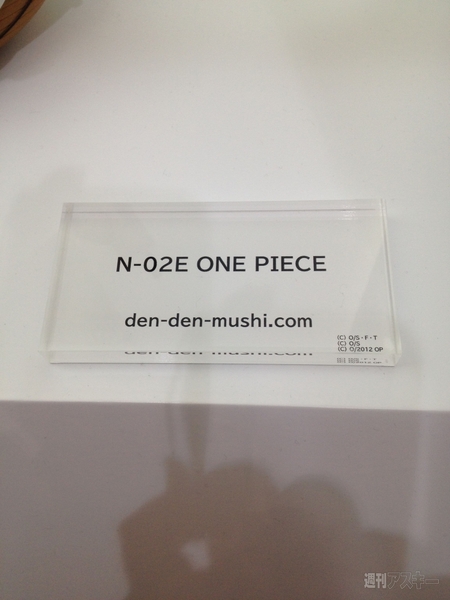 N-02E ONE PIECE
den-den-mushi.com
(C) O/S・F・T
(C) O/S
(C) O/2012 OP
週刊アスキー